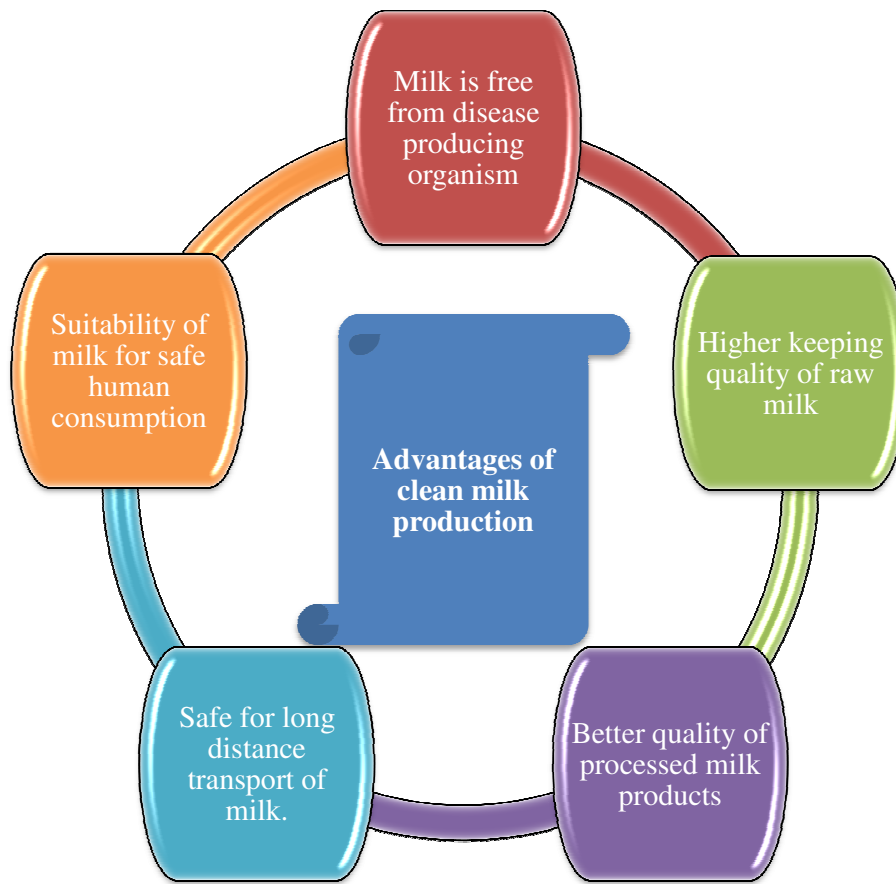 Milk is free
from disease
producing
organism
Higher keeping
quality of raw
milk
Better quality of
processed milk
products
Safe for long
distance
transport of
milk.
Suitability of
milk for safe
human
consumption
Advantages of
clean milk
production